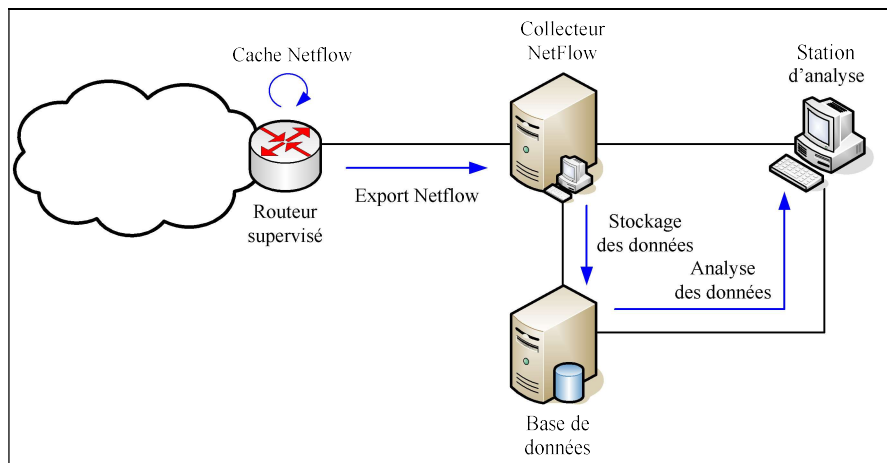 Cache Netflow
Collecteur
NetFlow
Station
d'analyse
Export Netflow
Routeur
supervisé
Stockage
des données
Analyse
des données
Base de
données